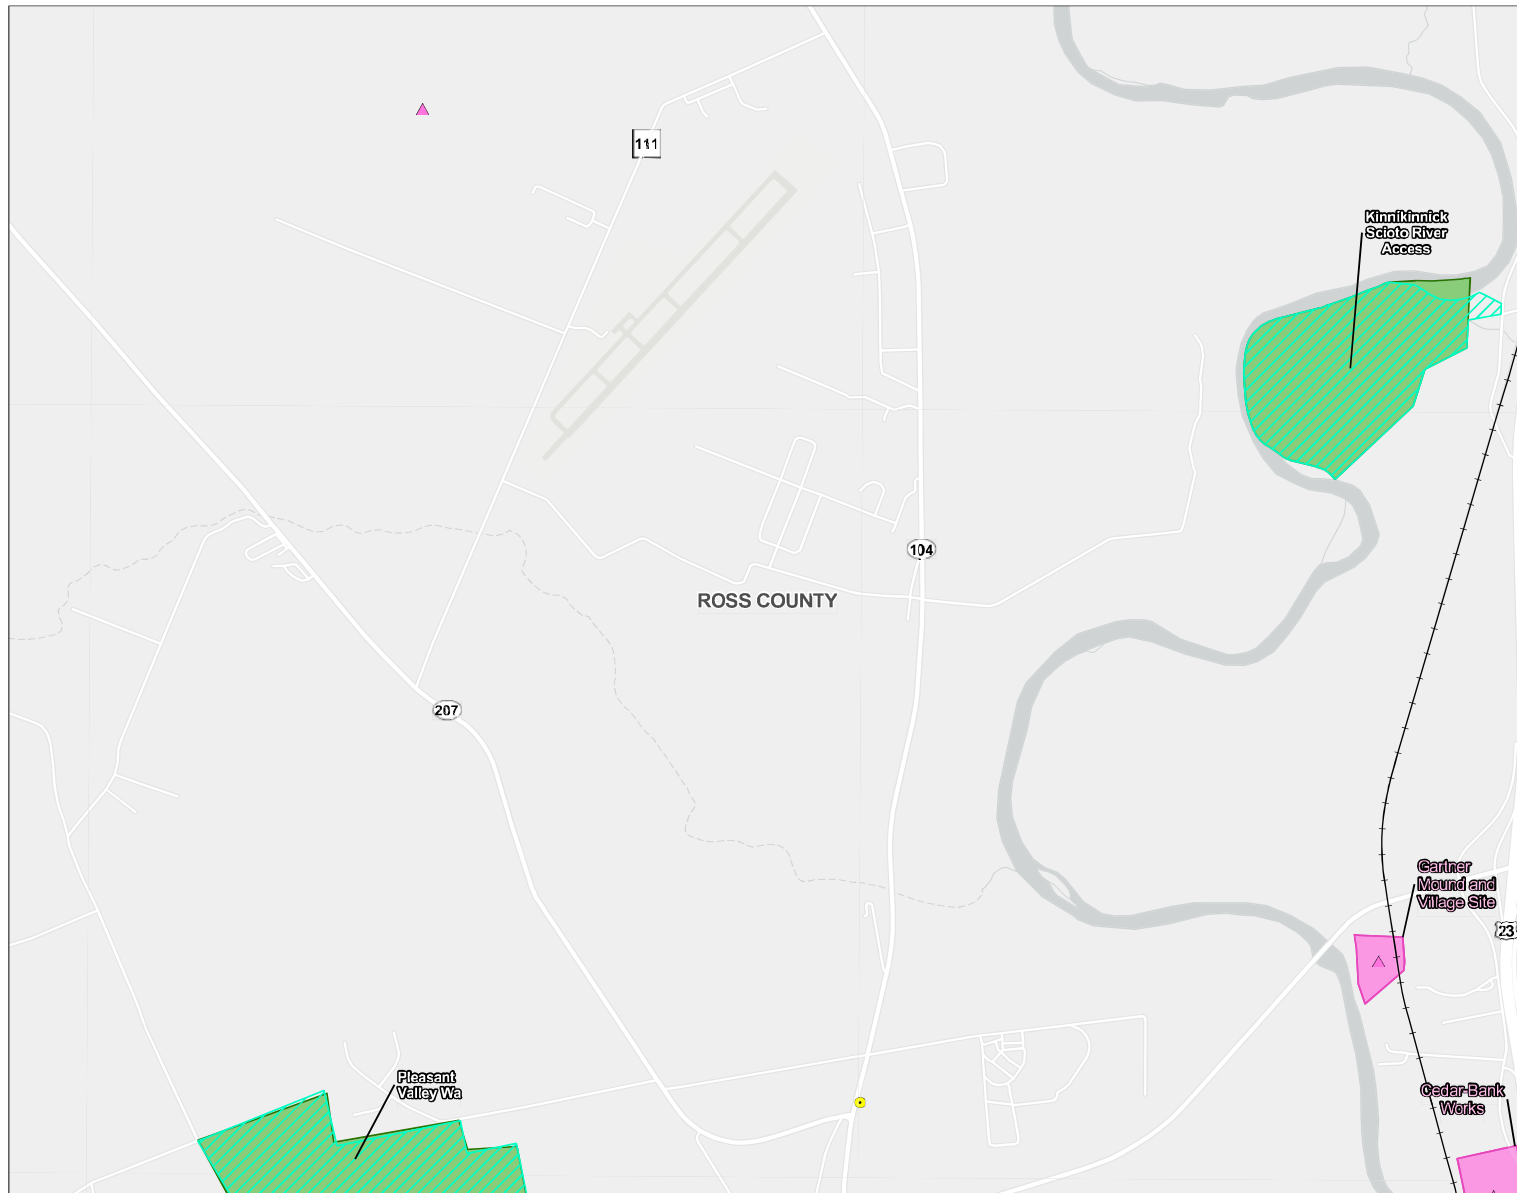 111
Kinnikinnick
Scioto River
Access
104
ROSS COUNTY
207
Gartner
Mound and
Village Site
23
Pleasant
Valley Wa
Cedar-Bank
Works